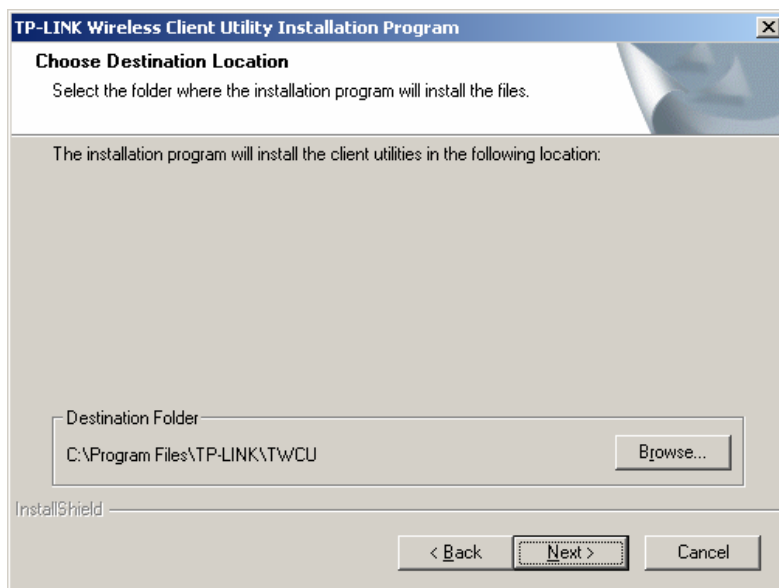 TP-LINK Wireless Client Utility Installation Program
Choose Destination Location
Select the folder where the installation program will install the files.
The installation program will install the client utilities in the following location:
Destination Folder
C:\Program Files\TP-LINK\TWCU
Browse...
InstallShield
< Back
Next >
Cancel